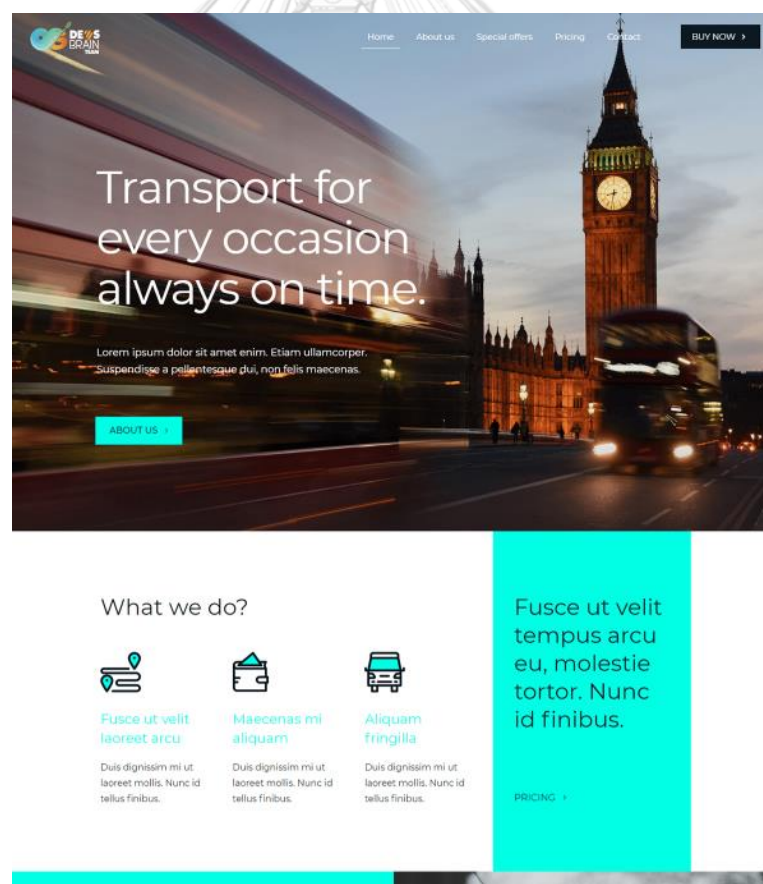 DEVS
BRAIN
TEAM
Home About us Special offers Pricing Contact BUY NOW >
Transport for
every occasion
always on time.
Lorem ipsum dolor sit amet enim. Etiam ullamcorper.
Suspendisse a pellentesque dui, non felis maecenas.
ABOUT US >
What we do?
Fusce ut velit
laoreet arcu
Duis dignissim mi ut
laoreet mollis. Nunc id
tellus finibus.
Maecenas mi
aliquam
Duis dignissim mi ut
laoreet mollis. Nunc id
tellus finibus.
Aliquam
fringilla
Duis dignissim mi ut
laoreet mollis. Nunc id
tellus finibus.
Fusce ut velit
tempus arcu
eu, molestie
tortor. Nunc
id finibus.
PRICING >